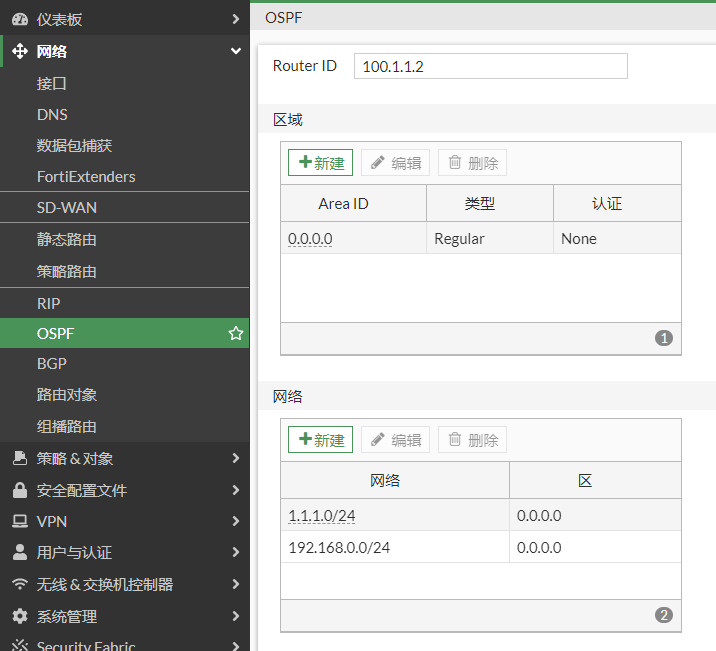 仪表板
网络
接口
DNS
数据包捕获
FortiExtenders
SD-WAN
静态路由
策略路由
RIP
OSPF
BGP
路由对象
组播路由
策略 & 对象
安全配置文件
VPN
用户与认证
无线 & 交换机控制器
系统管理
Security Fabric
OSPF
Router ID 100.1.1.2
区域
新建 编辑 删除
Area ID 类型 认证
0.0.0.0 Regular None
1
网络
新建 编辑 删除
网络 区
1.1.1.0/24 0.0.0.0
192.168.0.0/24 0.0.0.0
2